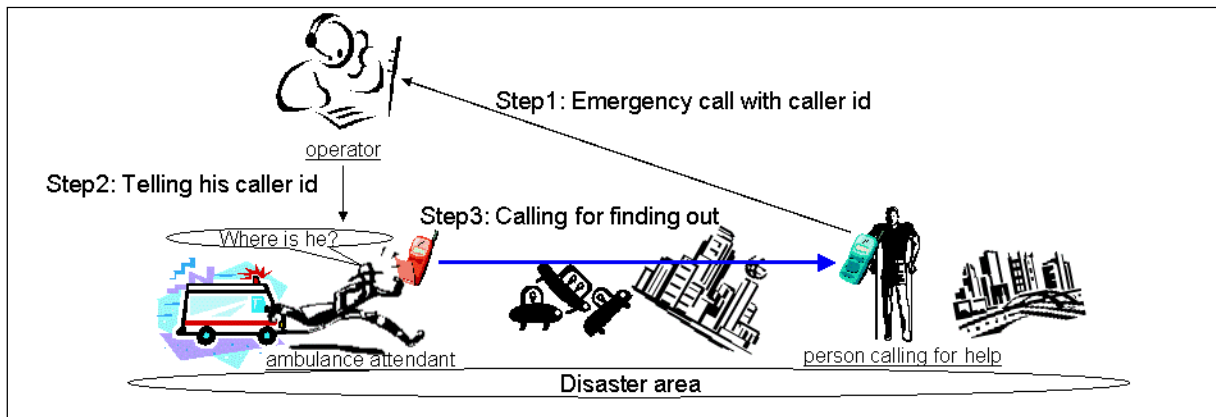 Step1: Emergency call with caller id
operator
Step2: Telling his caller id
Step3: Calling for finding out
Where is he?
ambulance attendant
person calling for help
Disaster area